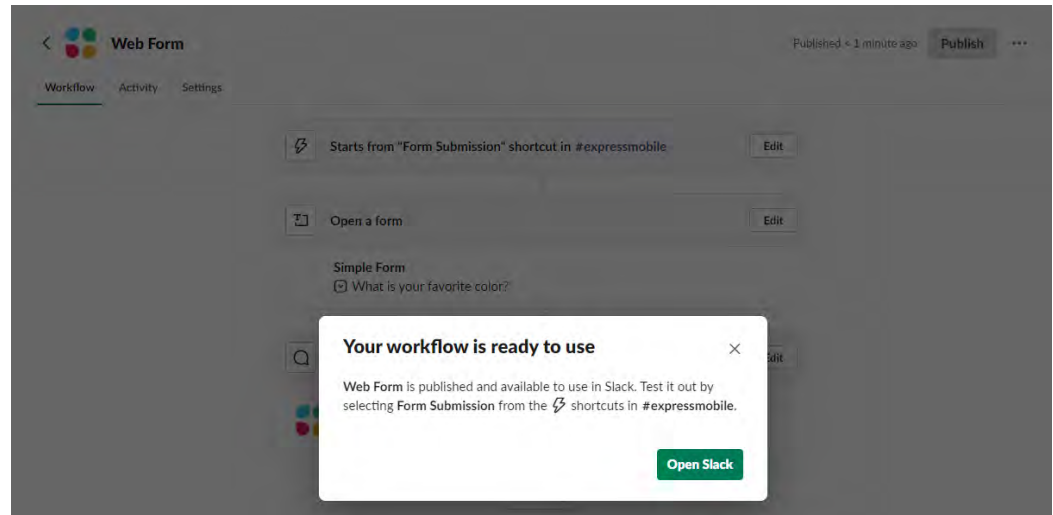 Web Form
Published < 1 minute ago Publish
Workflow Activity Settings
Starts from "Form Submission" shortcut in #expressmobile Edit
Open a form Edit
Simple Form
What is your favorite color?
Edit
Your workflow is ready to use
Web Form is published and available to use in Slack. Test it out by
selecting Form Submission from the shortcuts in #expressmobile.
Open Slack